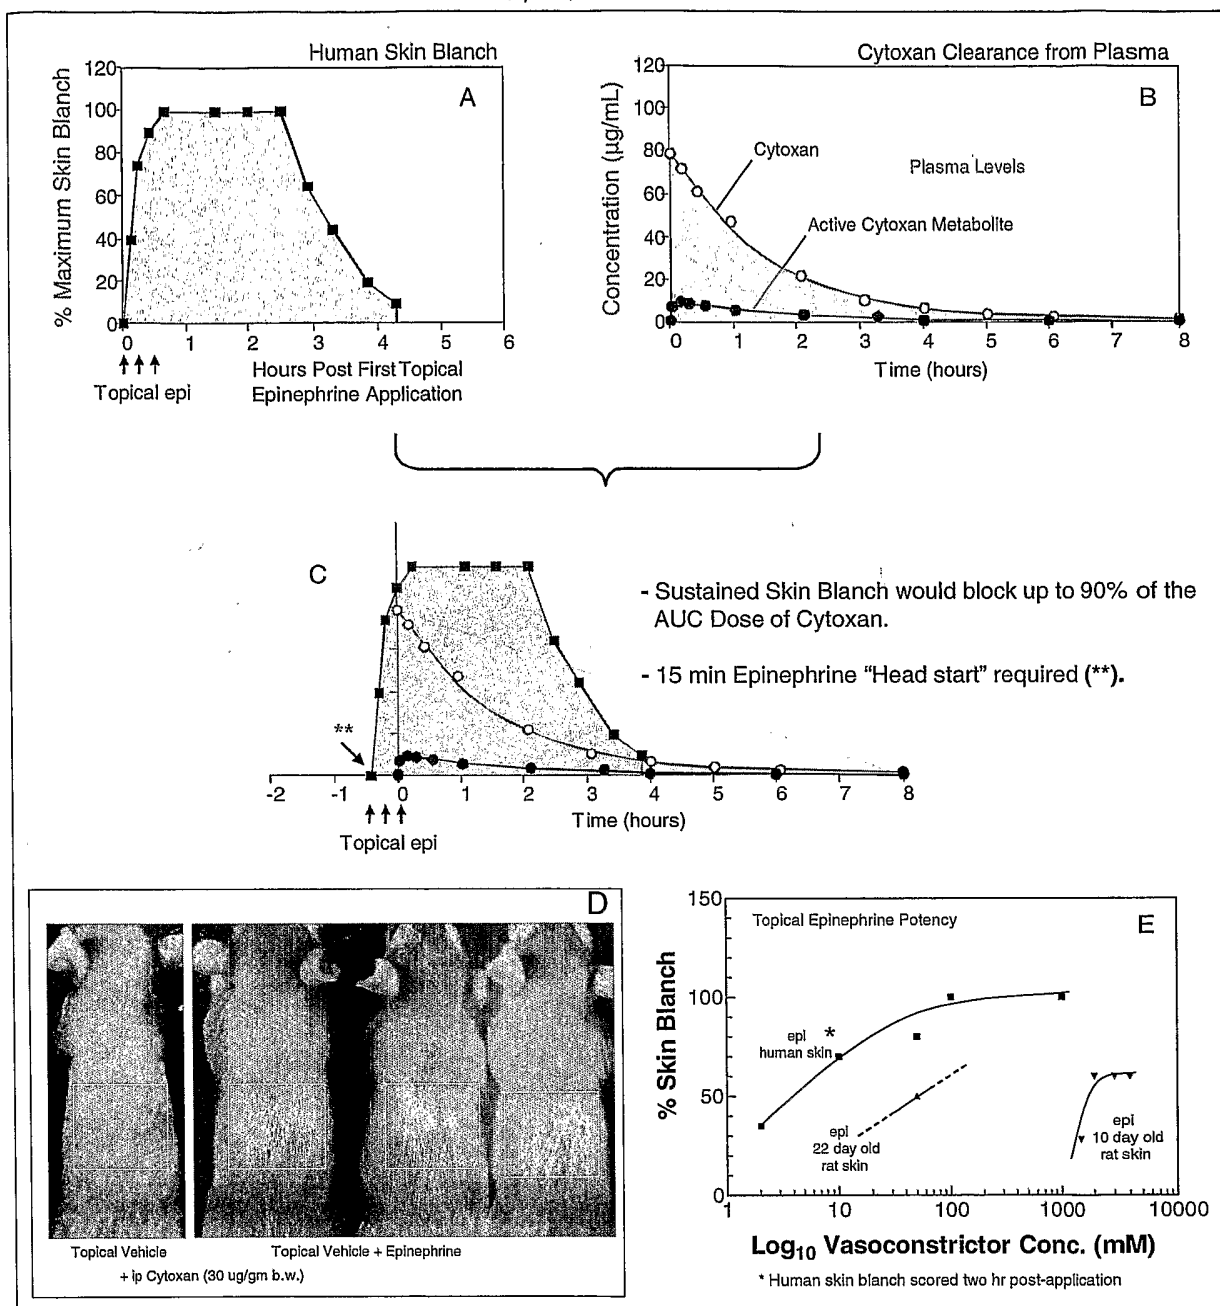 Human Skin Blanch
A
% Maximum Skin Blanch
120
100
80
60
40
20
0
0 1 2 3 4 5 6
Topical epi
Hours Post First Topical
Epinephrine Application
Cytoxan Clearance from Plasma
B
Concentration (µg/mL)
120
100
80
60
40
20
0
Cytoxan
Plasma Levels
Active Cytoxan Metabolite
0 1 2 3 4 5 6 7 8
Time (hours)
C
**
-2 -1 0 1 2 3 4 5 6 7 8
Time (hours)
Topical epi
- Sustained Skin Blanch would block up to 90% of the
AUC Dose of Cytoxan.
- 15 min Epinephrine “Head start” required (**).
D
Topical Vehicle
Topical Vehicle + Epinephrine
+ ip Cytoxan (30 ug/gm b.w.)
E
Topical Epinephrine Potency
% Skin Blanch
150
100
50
0
epi
human skin
*
epi
22 day old
rat skin
epi
10 day old
rat skin
1 10 100 1000 10000
Log10 Vasoconstrictor Conc. (mM)
* Human skin blanch scored two hr post-application